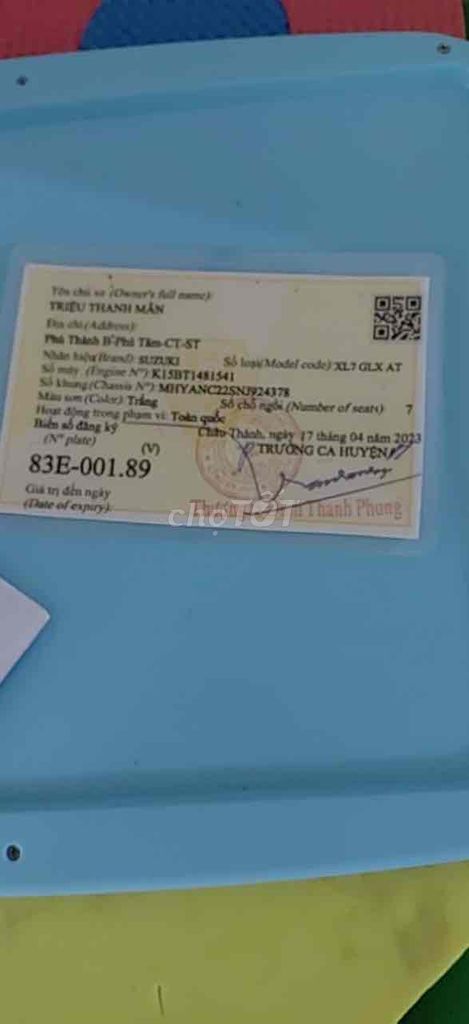 Tên chủ xe (Owner's full name):
TRIỆU THANH MẪN
Địa chỉ (Address):
Phú Thành B-Phú Tâm-CT-ST
Nhãn hiệu (Brand): SUZUKI Số loại (Model code): XL7 GLX AT
Số máy (Engine N°): K15BT1481541
Số khung (Chassis N°): MHYANC22SNJ924378
Màu sơn (Color): Trắng Số chỗ ngồi (Number of seats) 7
Hoạt động trong phạm vi: Toàn quốc
Biển số đăng ký Châu Thành, ngày 17 tháng 04 năm 2023
(N° plate) (V) TRƯỞNG CA HUYỆN
83E-001.89
Giá trị đến ngày
(Date of expiry): Thanh Phong
chợTỐT